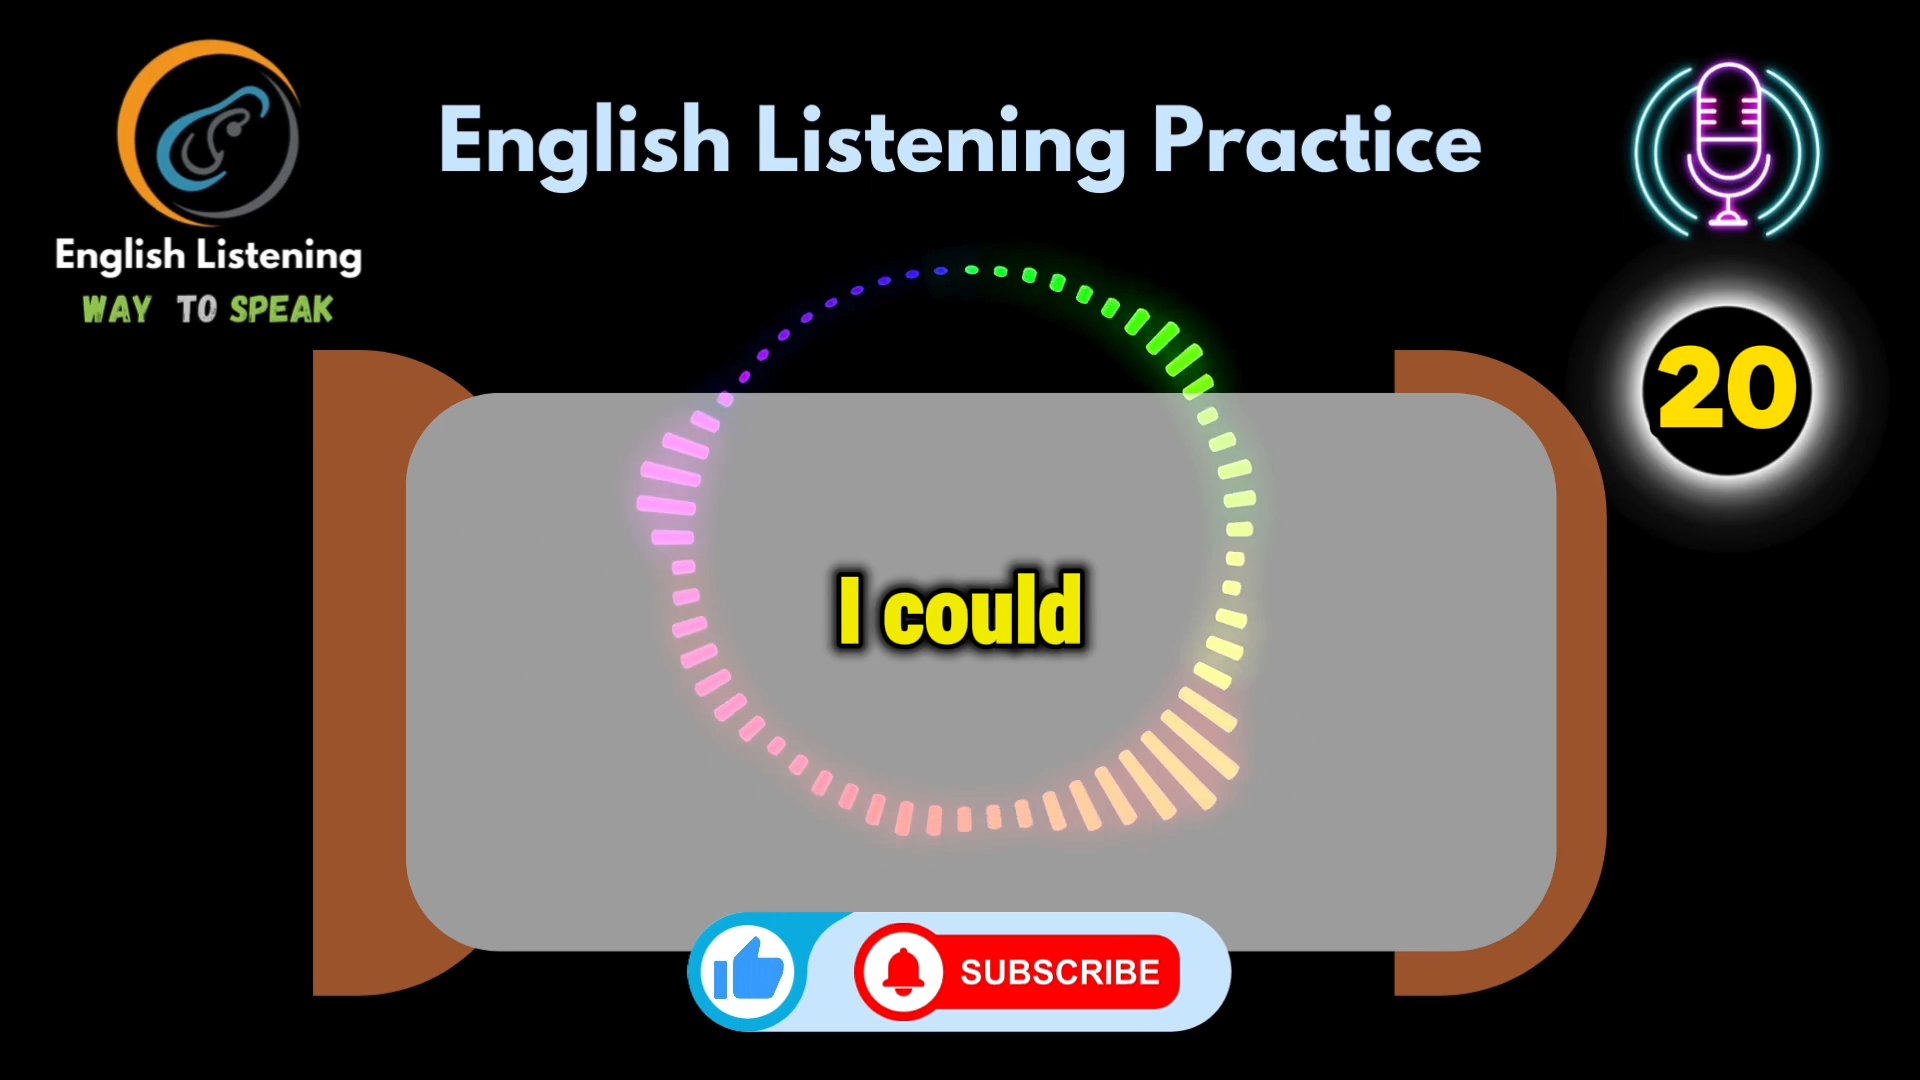 English Listening Practice
English Listening
WAY TO SPEAK
20
I could
SUBSCRIBE